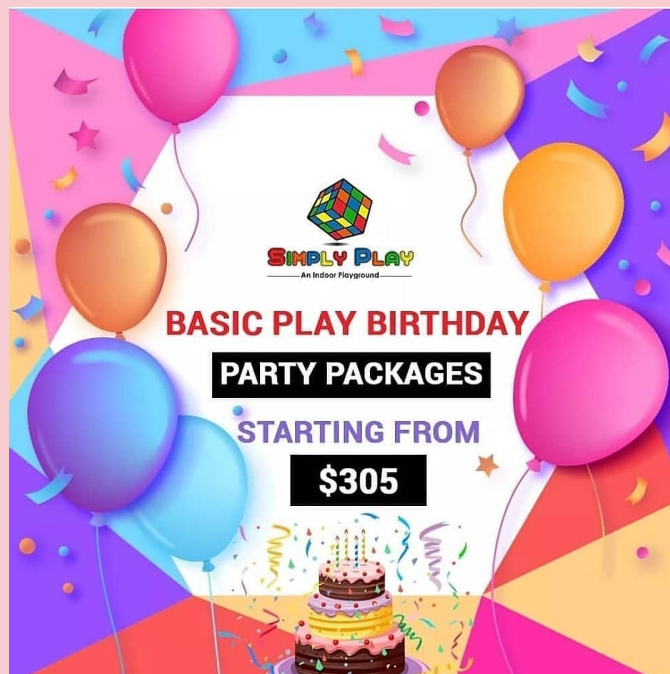 SIMPLY PLAY
An Indoor Playground
BASIC PLAY BIRTHDAY
PARTY PACKAGES
STARTING FROM
$305